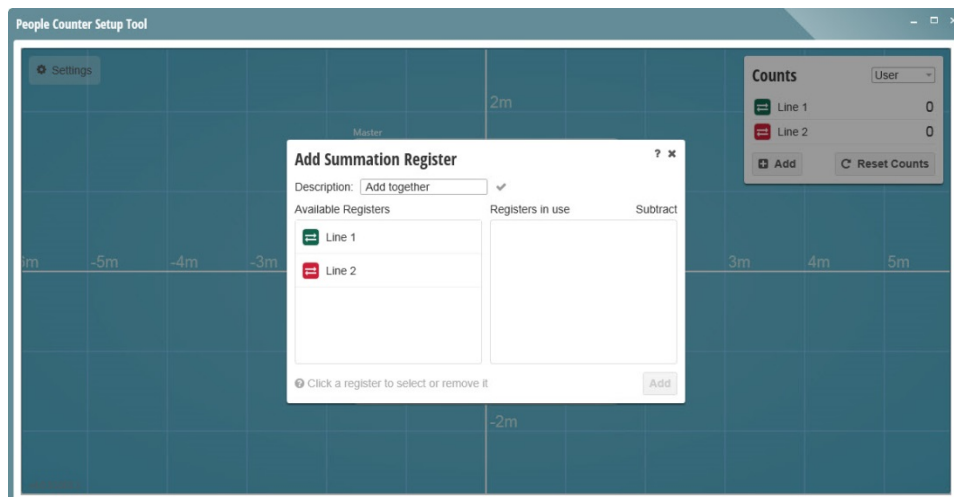 People Counter Setup Tool
Settings
Counts User
Line 1 0
Line 2 0
Add Reset Counts
2m
Master
Add Summation Register ? ×
Description: Add together
Available Registers Registers in use Subtract
Line 1
Line 2
-5m -4m -3m 3m 4m 5m
Click a register to select or remove it Add
-2m